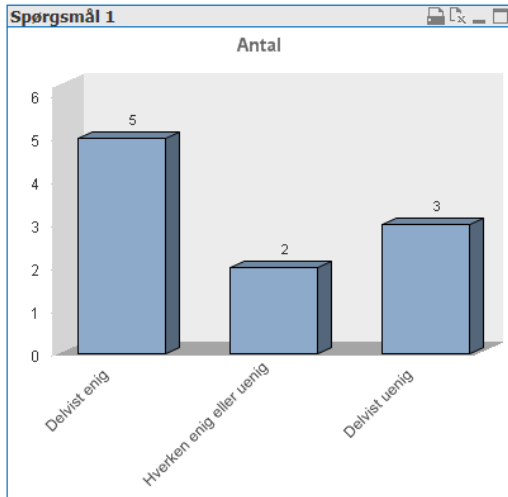 Spørgsmål 1
Antal
6
5
4
3
2
1
0
5
2
3
Delvist enig
Hverken enig eller uenig
Delvist uenig